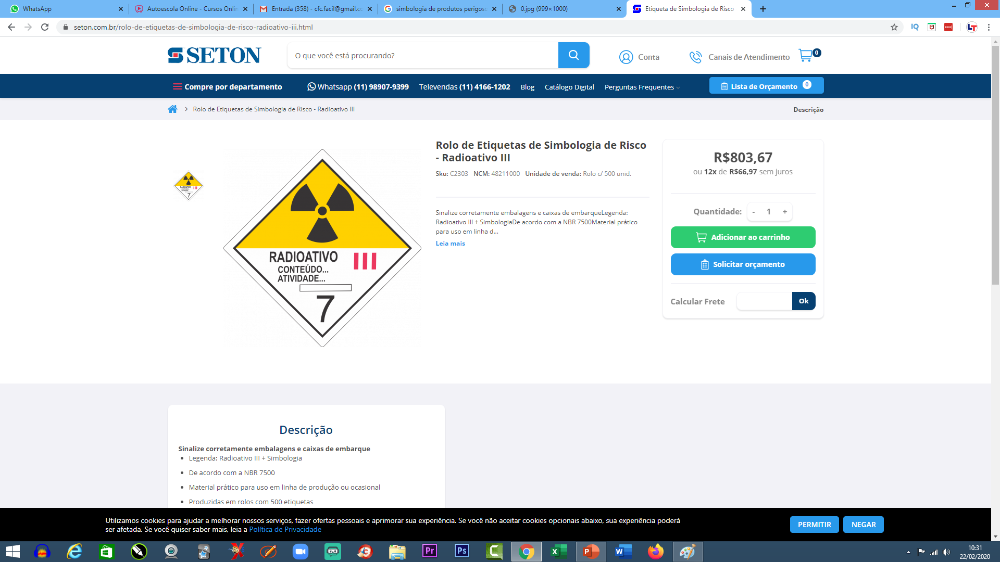 WhatsApp
Autoescola Online - Cursos Onlin
Entrada (358) - cfc.facil@gmail.co
simbologia de produtos perigoso
0.jpg (999×1000)
Etiqueta de Simbologia de Risco
seton.com.br/rolo-de-etiquetas-de-simbologia-de-risco-radioativo-iii.html
IQ
LT
SETON
O que você está procurando?
Conta
Canais de Atendimento
0
Compre por departamento
Whatsapp (11) 98907-9399
Televendas (11) 4166-1202
Blog
Catálogo Digital
Perguntas Frequentes
Lista de Orçamento 0
Rolo de Etiquetas de Simbologia de Risco - Radioativo III
Descrição
RADIOATIVO III
CONTEÚDO...
ATIVIDADE...
7
RADIOATIVO
CONTEÚDO...
ATIVIDADE...
III
7
Rolo de Etiquetas de Simbologia de Risco
- Radioativo III
Sku: C2303 NCM: 48211000 Unidade de venda: Rolo c/ 500 unid.
Sinalize corretamente embalagens e caixas de embarqueLegenda:
Radioativo III + SimbologiaDe acordo com a NBR 7500Material prático
para uso em linha d...
Leia mais
R$803,67
ou 12x de R$66,97 sem juros
Quantidade: - 1 +
Adicionar ao carrinho
Solicitar orçamento
Calcular Frete
Ok
Descrição
Sinalize corretamente embalagens e caixas de embarque
• Legenda: Radioativo III + Simbologia
• De acordo com a NBR 7500
• Material prático para uso em linha de produção ou ocasional
• Produzidas em rolos com 500 etiquetas
Utilizamos cookies para ajudar a melhorar nossos serviços, fazer ofertas pessoais e aprimorar sua experiência. Se você não aceitar cookies opcionais abaixo, sua experiência poderá
ser afetada. Se você quiser saber mais, leia a Política de Privacidade
PERMITIR
NEGAR
Pr
Ps
C
X
P
W
10:31
22/02/2020